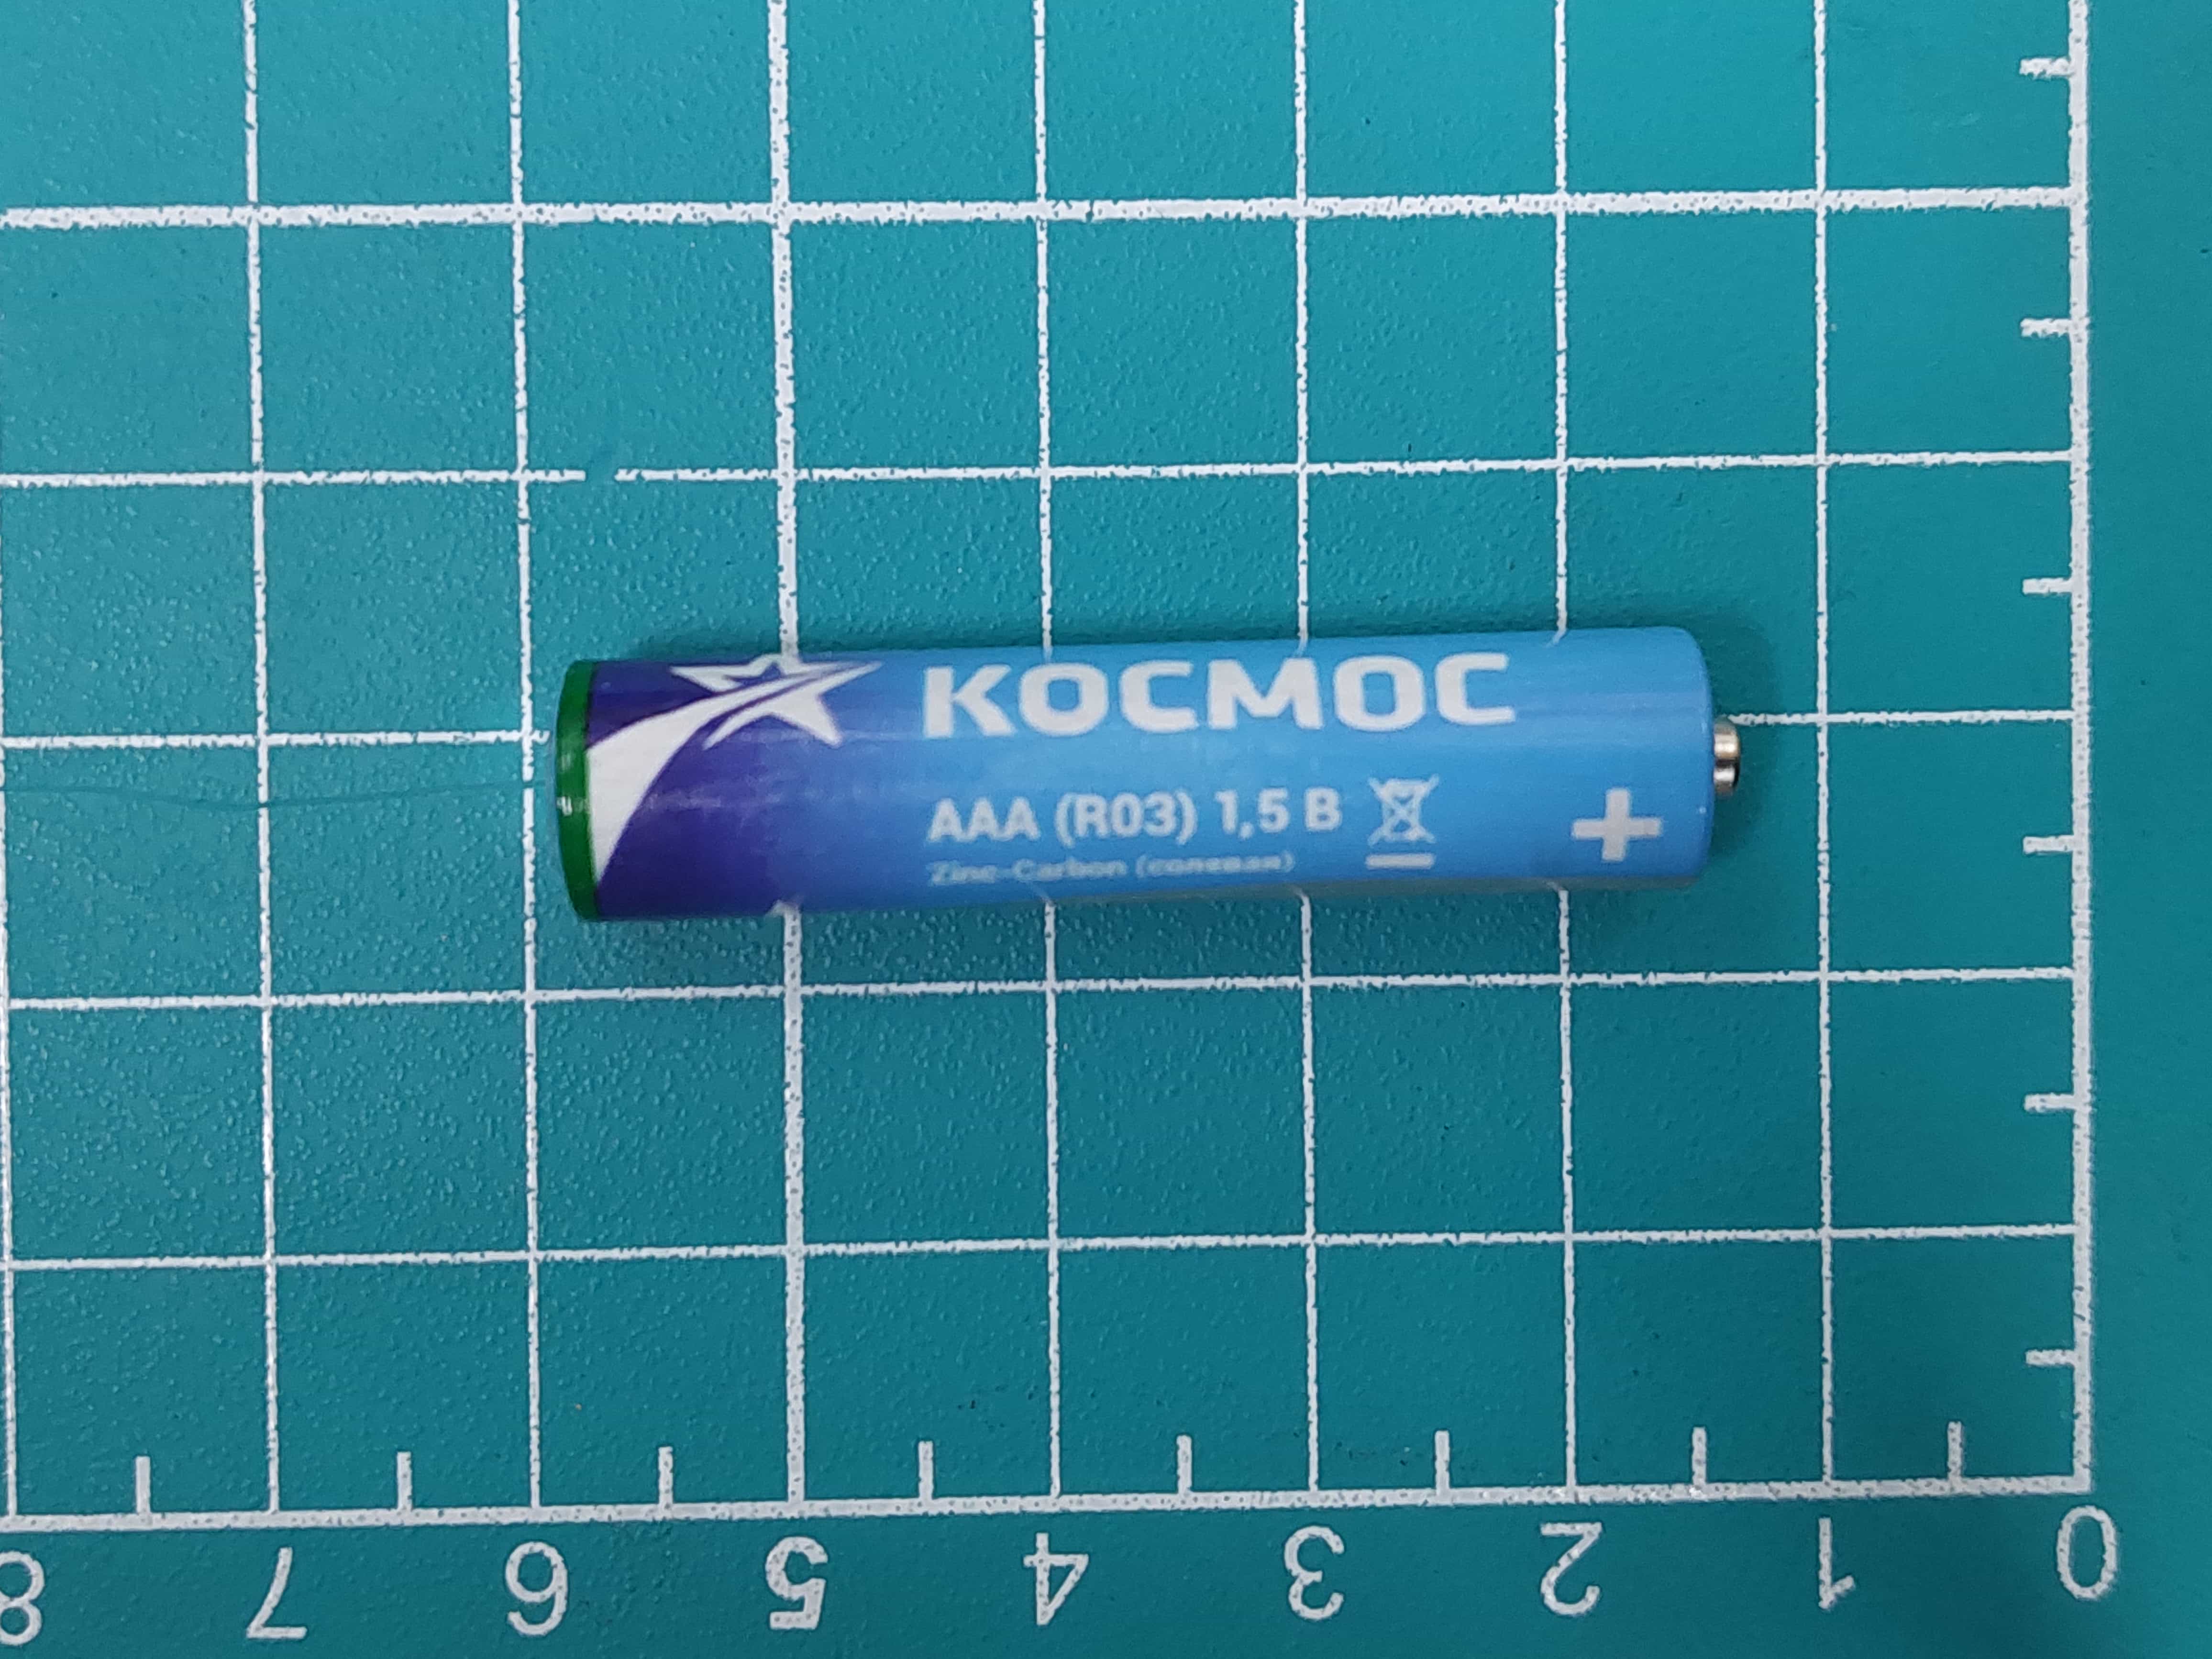 КОСМОС
AAA (R03) 1,5 В
Zinc-Carbon (солевая)
+
8 7 6 5 4 3 2 1 0